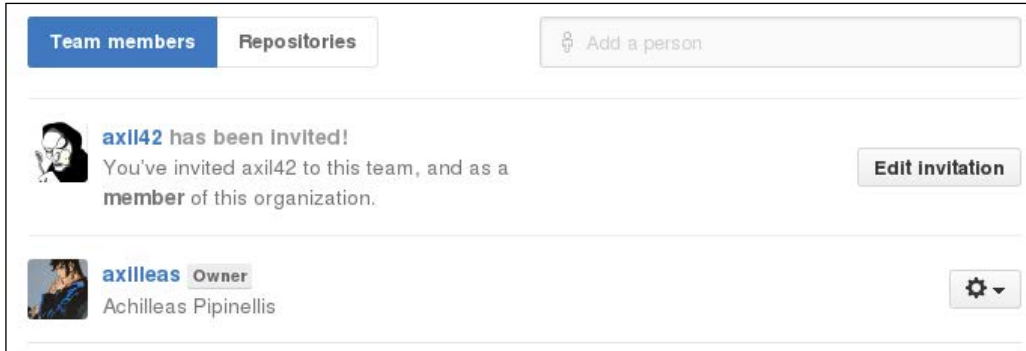 Team members
Repositories
Add a person
axil42 has been invited!
You've invited axil42 to this team, and as a
member of this organization.
Edit invitation
axilleas Owner
Achilleas Pipinellis